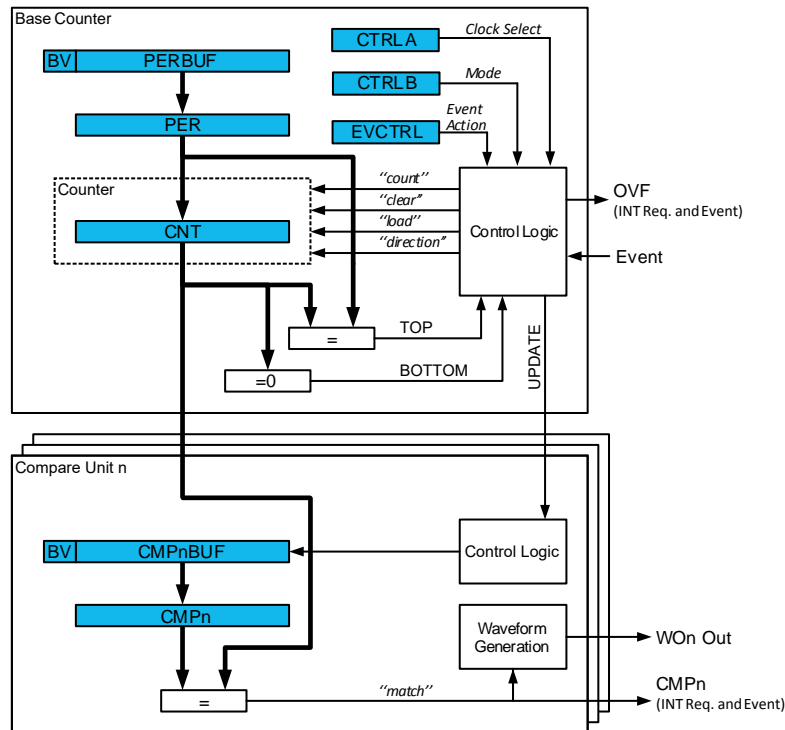 Base Counter
CTRLA
Clock Select
BV
PERBUF
CTRLB
Mode
PER
EVCTRL
Event
Action
Counter
"count"
"clear"
"load"
"direction"
CNT
Control Logic
OVF
(INT Req. and Event)
Event
=
TOP
=0
BOTTOM
UPDATE
Compare Unit n
BV
CMPnBUF
Control Logic
CMPn
Waveform
Generation
WOn Out
=
"match"
CMPn
(INT Req. and Event)